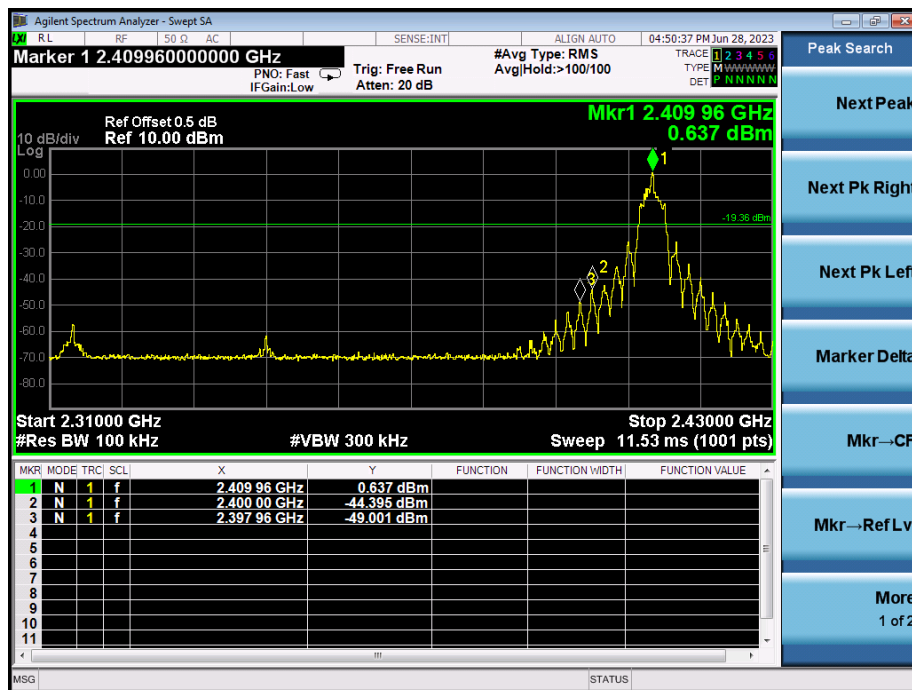 Agilent Spectrum Analyzer - Swept SA
LXI RL RF 50 Ω AC SENSE:INT ALIGN AUTO 04:50:37 PM Jun 28, 2023
Marker 1 2.409960000000 GHz
PNO: Fast
IFGain:Low
Trig: Free Run
Atten: 20 dB
#Avg Type: RMS
Avg|Hold:>100/100
TRACE 1 2 3 4 5 6
TYPE M W W W W W
DET P N N N N N
Peak Search
Mkr1 2.409 96 GHz
0.637 dBm
Ref Offset 0.5 dB
10 dB/div Ref 10.00 dBm
Log
0.00
-10.0
-20.0
-30.0
-40.0
-50.0
-60.0
-70.0
-80.0
1
-19.36 dBm
2
3
Start 2.31000 GHz Stop 2.43000 GHz
#Res BW 100 kHz #VBW 300 kHz Sweep 11.53 ms (1001 pts)
MKR MODE TRC SCL X Y FUNCTION FUNCTION WIDTH FUNCTION VALUE
1 N 1 f 2.409 96 GHz 0.637 dBm
2 N 1 f 2.400 00 GHz -44.395 dBm
3 N 1 f 2.397 96 GHz -49.001 dBm
4
5
6
7
8
9
10
11
MSG STATUS
Next Peak
Next Pk Right
Next Pk Left
Marker Delta
Mkr→CF
Mkr→Ref Lv
More
1 of 2